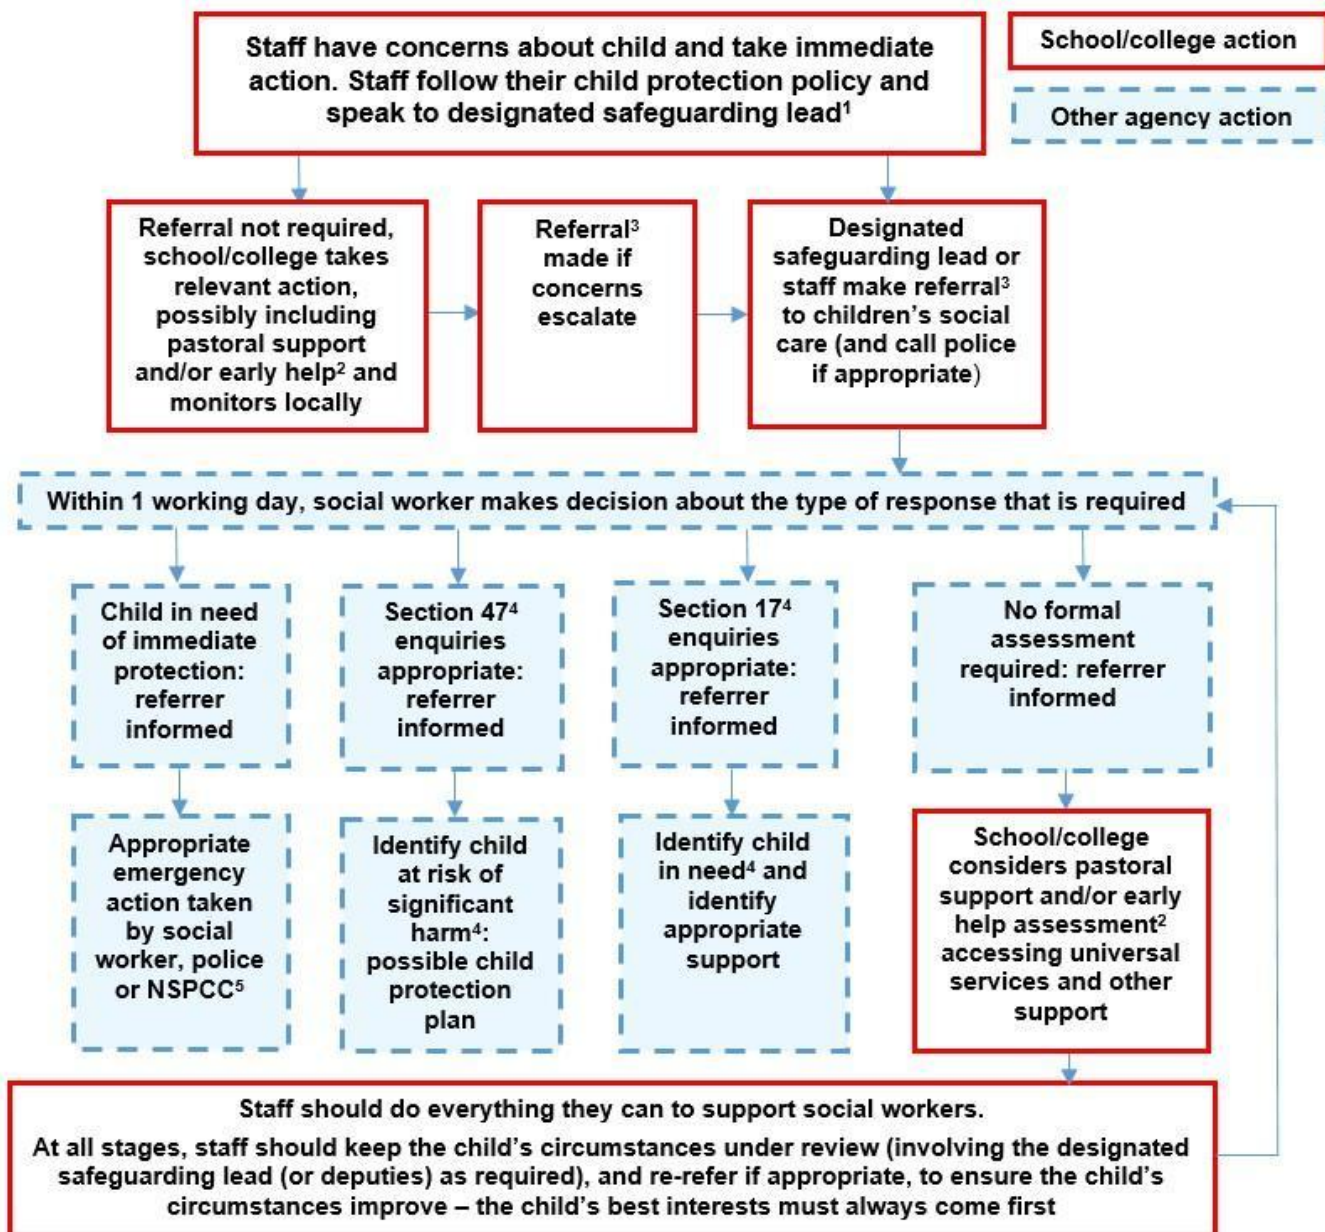 Staff have concerns about child and take immediate
action. Staff follow their child protection policy and
speak to designated safeguarding lead¹
School/college action
Other agency action
Referral not required,
school/college takes
relevant action,
possibly including
pastoral support
and/or early help² and
monitors locally
Referral³
made if
concerns
escalate
Designated
safeguarding lead or
staff make referral³
to children’s social
care (and call police
if appropriate)
Within 1 working day, social worker makes decision about the type of response that is required
Child in need
of immediate
protection:
referrer
informed
Section 47⁴
enquiries
appropriate:
referrer
informed
Section 17⁴
enquiries
appropriate:
referrer
informed
No formal
assessment
required: referrer
informed
Appropriate
emergency
action taken
by social
worker, police
or NSPCC⁵
Identify child
at risk of
significant
harm⁴:
possible child
protection
plan
Identify child
in need⁴ and
identify
appropriate
support
School/college
considers pastoral
support and/or early
help assessment²
accessing universal
services and other
support
Staff should do everything they can to support social workers.
At all stages, staff should keep the child’s circumstances under review (involving the designated
safeguarding lead (or deputies) as required), and re-refer if appropriate, to ensure the child’s
circumstances improve – the child’s best interests must always come first